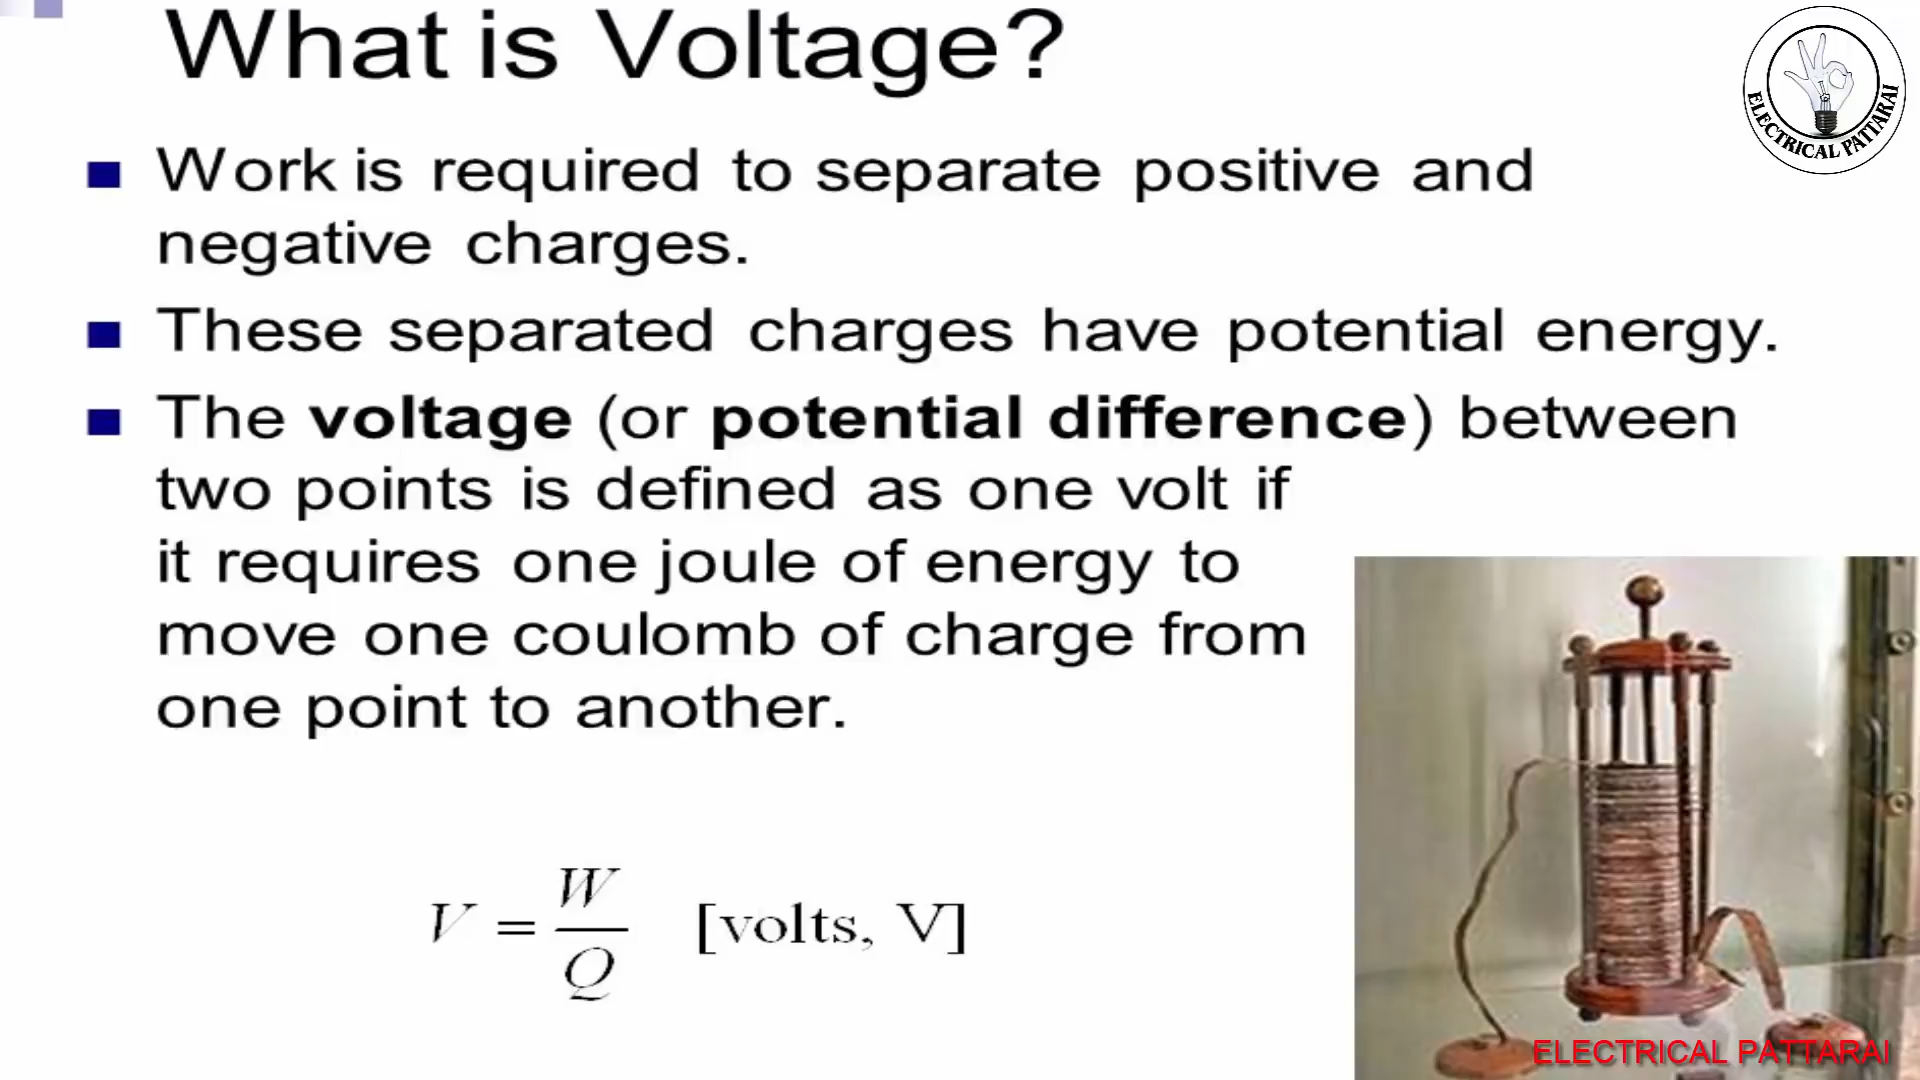 What is Voltage?
ELECTRICAL PATTARAI
Work is required to separate positive and
negative charges.
These separated charges have potential energy.
The voltage (or potential difference) between
two points is defined as one volt if
it requires one joule of energy to
move one coulomb of charge from
one point to another.
V = W/Q [volts, V]
ELECTRICAL PATTARAI